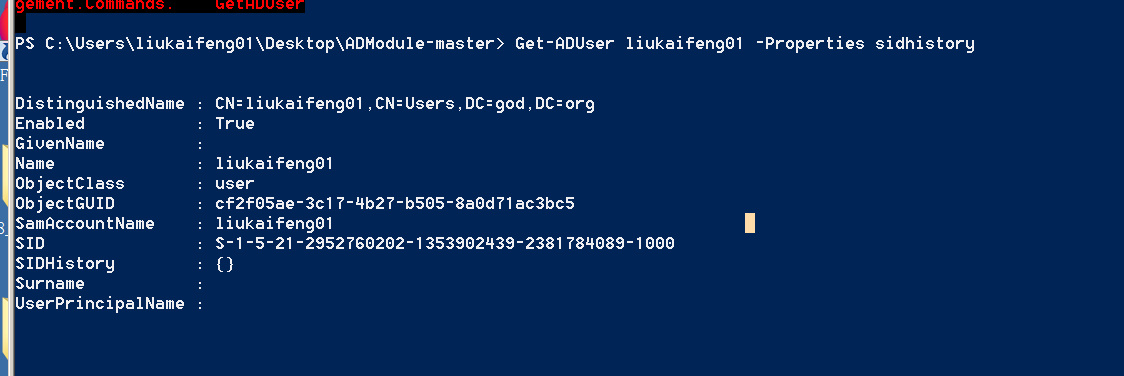 gement.Commands.    GetADUser
PS C:\Users\liukaifeng01\Desktop\ADModule-master> Get-ADUser liukaifeng01 -Properties sidhistory
DistinguishedName : CN=liukaifeng01,CN=Users,DC=god,DC=org
Enabled           : True
GivenName         :
Name              : liukaifeng01
ObjectClass       : user
ObjectGUID        : cf2f05ae-3c17-4b27-b505-8a0d71ac3bc5
SamAccountName    : liukaifeng01
SID               : S-1-5-21-2952760202-1353902439-2381784089-1000
SIDHistory        : {}
Surname           :
UserPrincipalName :